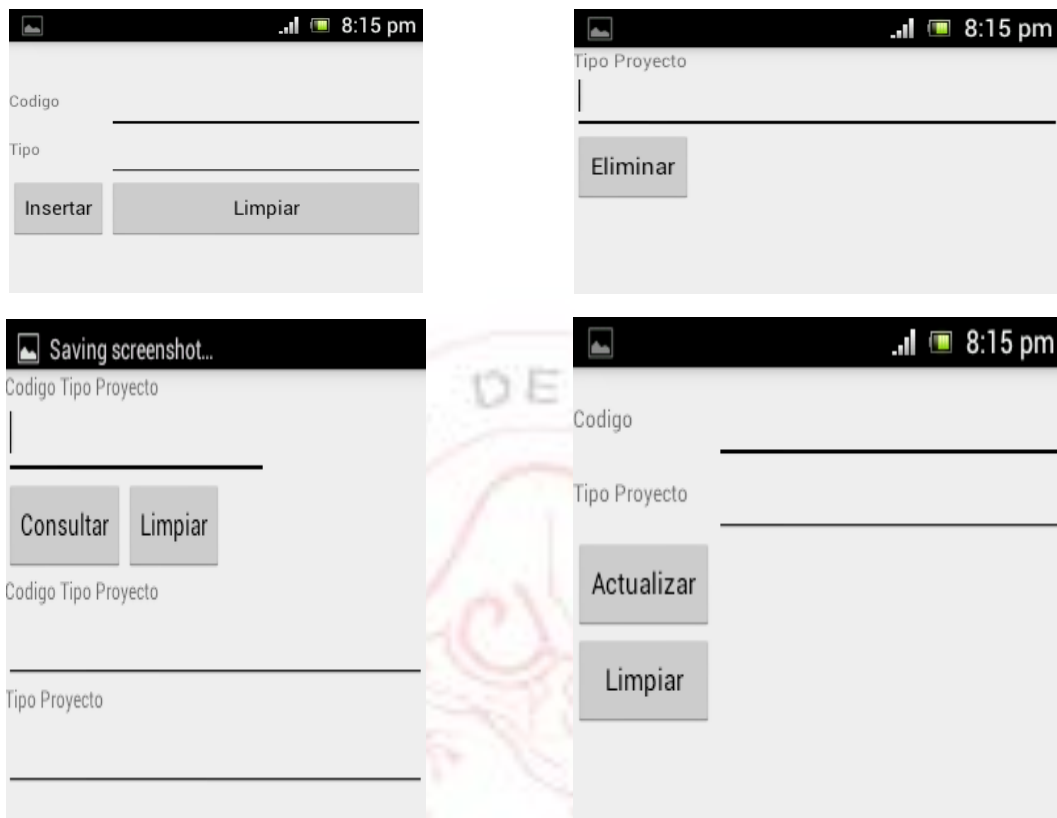 8:15 pm
Codigo
Tipo
Insertar Limpiar
8:15 pm
Tipo Proyecto
Eliminar
Saving screenshot...
Codigo Tipo Proyecto
Consultar Limpiar
Codigo Tipo Proyecto
Tipo Proyecto
DE
8:15 pm
Codigo
Tipo Proyecto
Actualizar
Limpiar